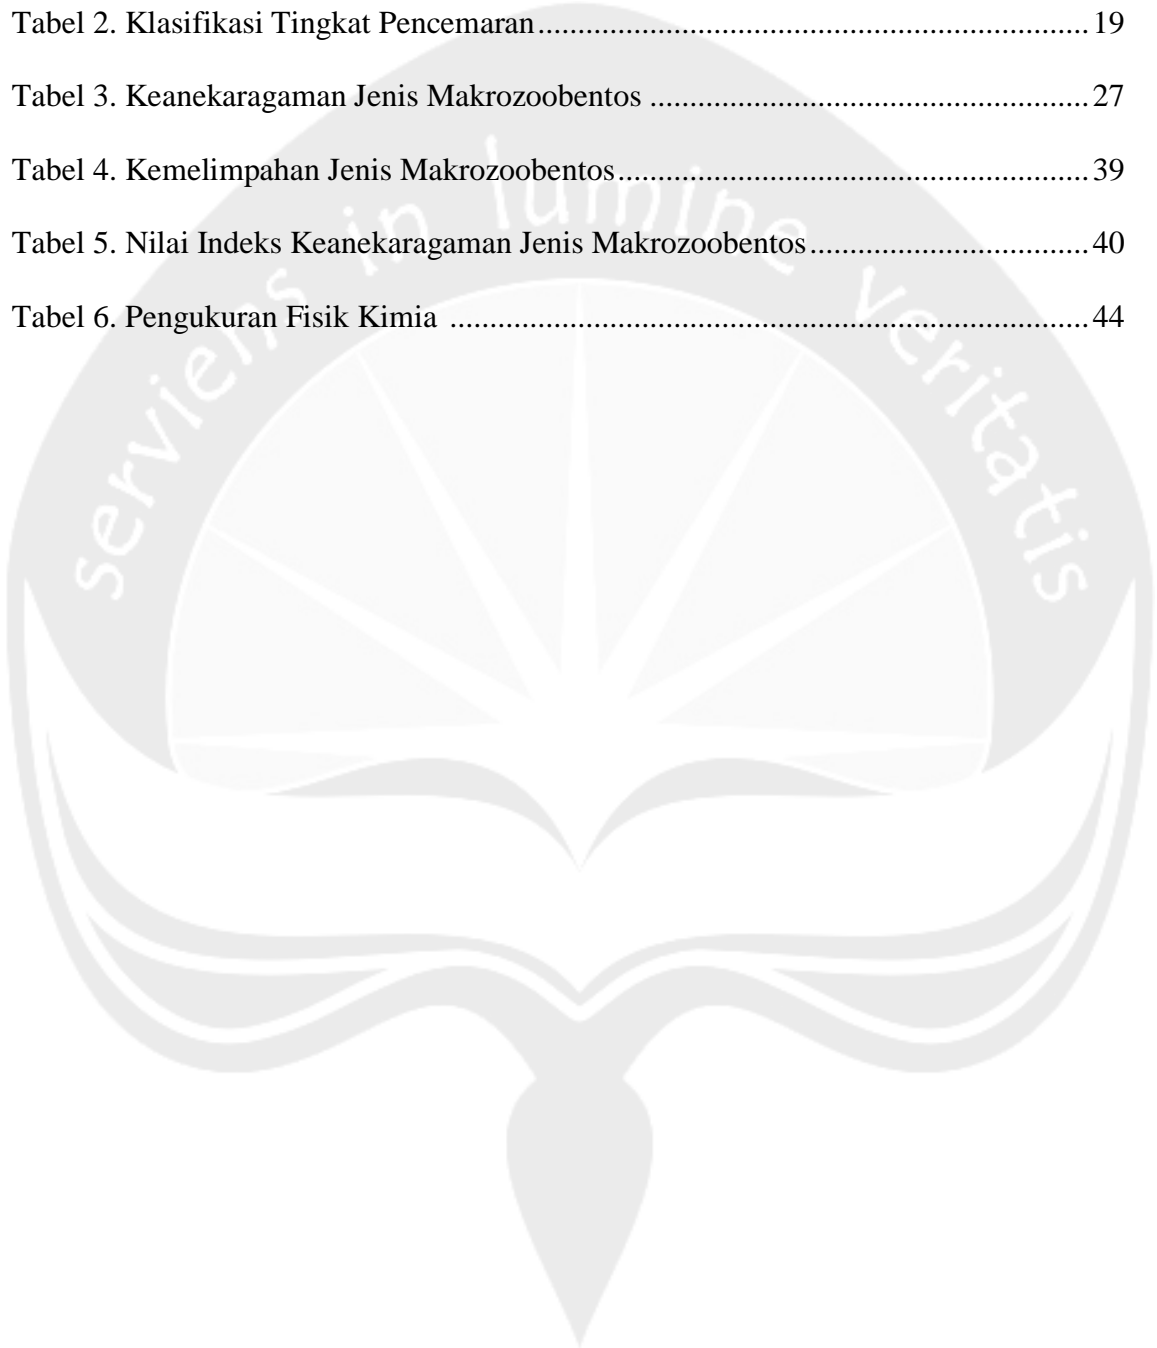 Tabel 2. Klasifikasi Tingkat Pencemaran....................................................................19
Tabel 3. Keanekaragaman Jenis Makrozoobentos ......................................................27
Tabel 4. Kemelimpahan Jenis Makrozoobentos..........................................................39
Tabel 5. Nilai Indeks Keanekaragaman Jenis Makrozoobentos..................................40
Tabel 6. Pengukuran Fisik Kimia ...............................................................................44
serviens in lumine veritatis